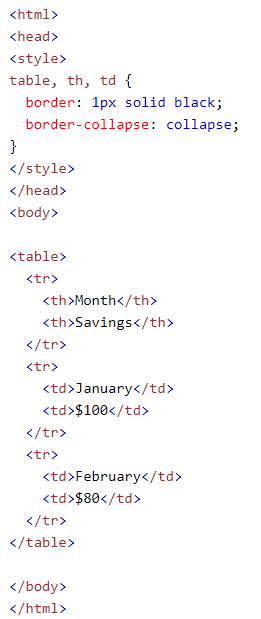 <html>
<head>
<style>
table, th, td {
  border: 1px solid black;
  border-collapse: collapse;
}
</style>
</head>
<body>

<table>
  <tr>
    <th>Month</th>
    <th>Savings</th>
  </tr>
  <tr>
    <td>January</td>
    <td>$100</td>
  </tr>
  <tr>
    <td>February</td>
    <td>$80</td>
  </tr>
</table>

</body>
</html>